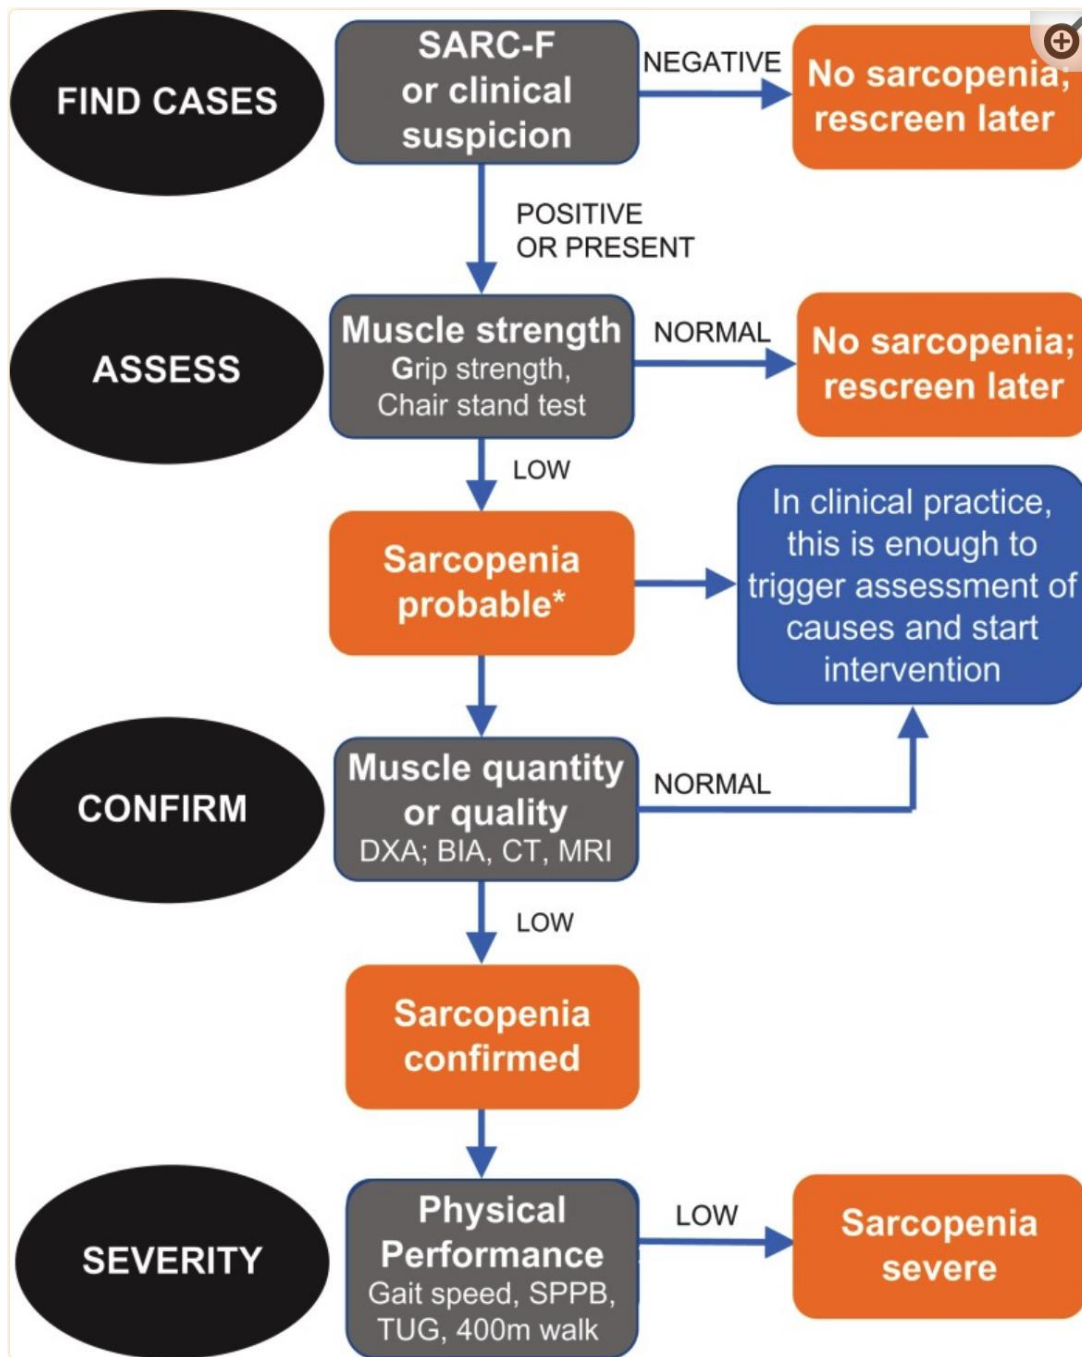 FIND CASES
SARC-F
or clinical
suspicion
NEGATIVE
No sarcopenia;
rescreen later
POSITIVE
OR PRESENT
ASSESS
Muscle strength
Grip strength,
Chair stand test
NORMAL
No sarcopenia;
rescreen later
LOW
Sarcopenia
probable*
In clinical practice,
this is enough to
trigger assessment of
causes and start
intervention
CONFIRM
Muscle quantity
or quality
DXA; BIA, CT, MRI
NORMAL
LOW
Sarcopenia
confirmed
SEVERITY
Physical
Performance
Gait speed, SPPB,
TUG, 400m walk
LOW
Sarcopenia
severe